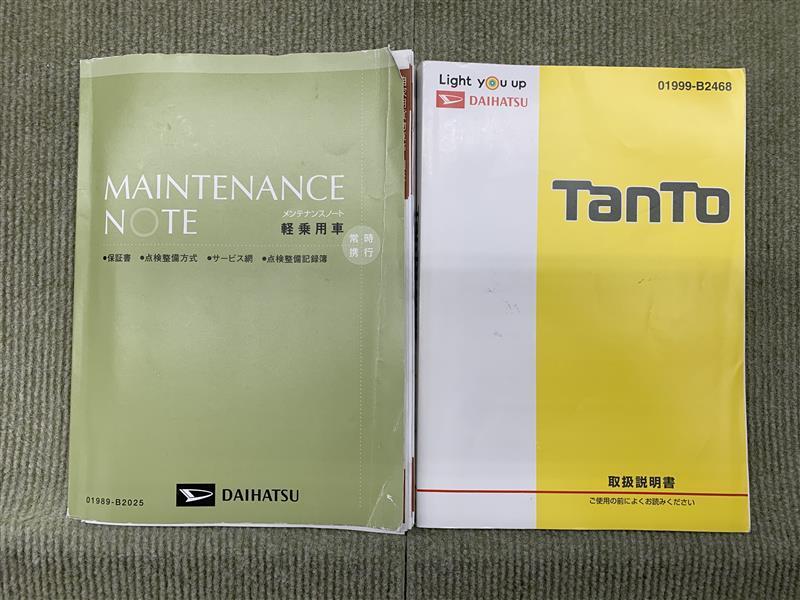 MAINTENANCE
NOTE
メンテナンスノート
軽乗用車
常時
携行
●保証書 ●点検整備方式 ●サービス網 ●点検整備記録簿
01989-B2025
DAIHATSU
Light you up
DAIHATSU
01999-B2468
TanTo
取扱説明書
ご使用の前によくお読みください